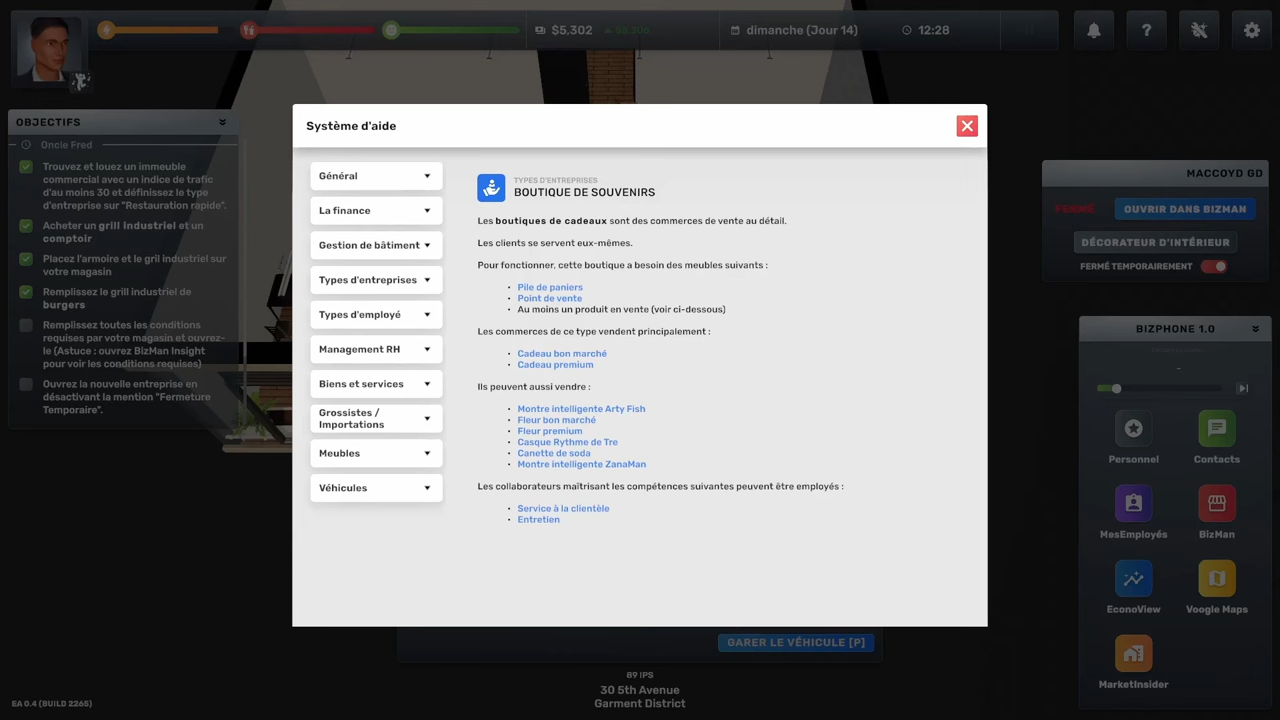 $5,302
dimanche (Jour 14)
12:28
OBJECTIFS
Oncle Fred
Trouvez et louez un immeuble
commercial avec un indice de trafic
d'au moins 30 et définissez le type
d'entreprise sur "Restauration rapide".
Acheter un grill Industriel et un
comptoir
Placez l'armoire et le gril industriel sur
votre magasin
Remplissez le grill industriel de
burgers
Remplissez toutes les conditions
requises par votre magasin et ouvrez-
le (Astuce : ouvrez BizMan Insight
pour voir les conditions requises)
Ouvrez la nouvelle entreprise en
désactivant la mention "Fermeture
Temporaire".
Système d'aide
Général
La finance
Gestion de bâtiment
Types d'entreprises
Types d'employé
Management RH
Biens et services
Grossistes /
Importations
Meubles
Véhicules
TYPES D'ENTREPRISES
BOUTIQUE DE SOUVENIRS
Les boutiques de cadeaux sont des commerces de vente au détail.
Les clients se servent eux-mêmes.
Pour fonctionner, cette boutique a besoin des meubles suivants :
• Pile de paniers
• Point de vente
• Au moins un produit en vente (voir ci-dessous)
Les commerces de ce type vendent principalement :
• Cadeau bon marché
• Cadeau premium
Ils peuvent aussi vendre :
• Montre intelligente Arty Fish
• Fleur bon marché
• Fleur premium
• Casque Rythme de Tre
• Canette de soda
• Montre intelligente ZanaMan
Les collaborateurs maîtrisant les compétences suivantes peuvent être employés :
• Service à la clientèle
• Entretien
MACCOYD GD
FERMÉ
OUVRIR DANS BIZMAN
DÉCORATEUR D'INTÉRIEUR
FERMÉ TEMPORAIREMENT
BIZPHONE 1.0
Personnel
Contacts
MesEmployés
BizMan
EconoView
Voogle Maps
MarketInsider
GARER LE VÉHICULE [P]
89 IPS
30 5th Avenue
Garment District
EA 0.4 (BUILD 2265)